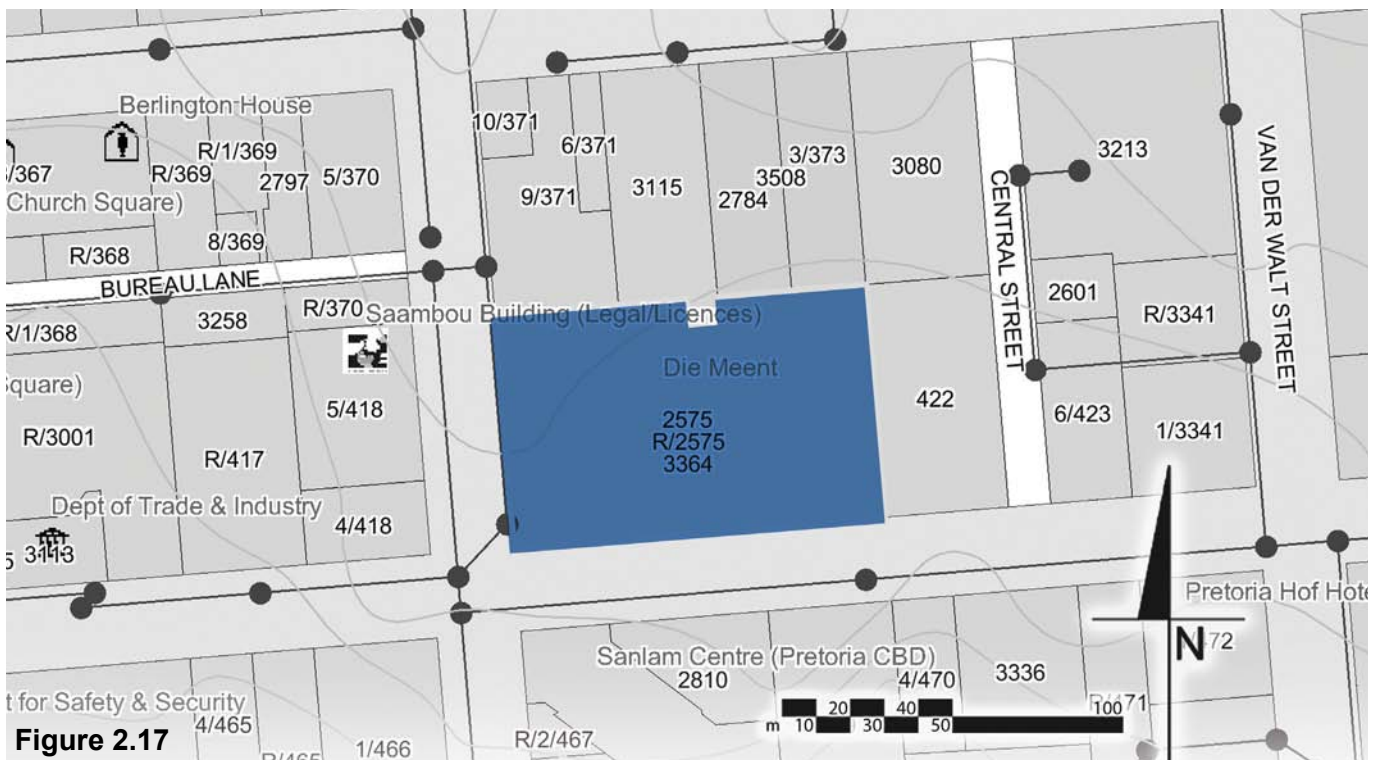 Berlington House
10/371
6/371
3/373
3213
VAN DER WALT STREET
R/1/369
/367
R/369
2797
5/370
9/371
3115
3508
2784
3080
CENTRAL STREET
Church Square)
8/369
R/368
BUREAU LANE
R/370
Saambou Building (Legal/Licences)
2601
R/3341
R/1/368
3258
Die Meent
quare)
5/418
422
6/423
1/3341
R/3001
R/417
2575
R/2575
3364
Dept of Trade & Industry
4/418
5
3113
Pretoria Hof Hote
N
72
Sanlam Centre (Pretoria CBD)
2810
4/470
3336
t for Safety & Security
4/465
20
40
100
m
10
30
50
/471
Figure 2.17
R/465
1/466
R/2/467